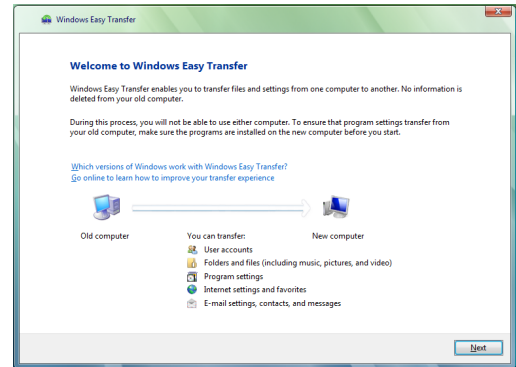 Windows Easy Transfer
Welcome to Windows Easy Transfer
Windows Easy Transfer enables you to transfer files and settings from one computer to another. No information is
deleted from your old computer.
During this process, you will not be able to use either computer. To ensure that program settings transfer from
your old computer, make sure the programs are installed on the new computer before you start.
Which versions of Windows work with Windows Easy Transfer?
Go online to learn how to improve your transfer experience
Old computer
You can transfer:
New computer
User accounts
Folders and files (including music, pictures, and video)
Program settings
Internet settings and favorites
E-mail settings, contacts, and messages
Next